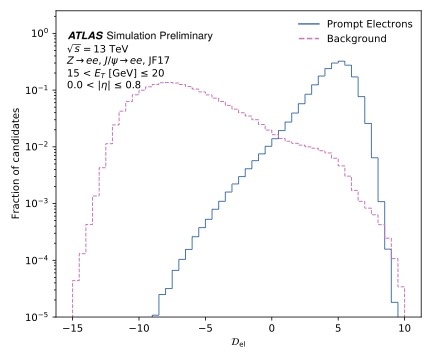 Prompt Electrons
Background
ATLAS Simulation Preliminary
√s = 13 TeV
Z→ee, J/ψ→ee, JF17
15 < E_T [GeV] ≤ 20
0.0 < |η| ≤ 0.8
Fraction of candidates
10⁰
10⁻¹
10⁻²
10⁻³
10⁻⁴
10⁻⁵
−15 −10 −5 0 5 10
𝒟_el